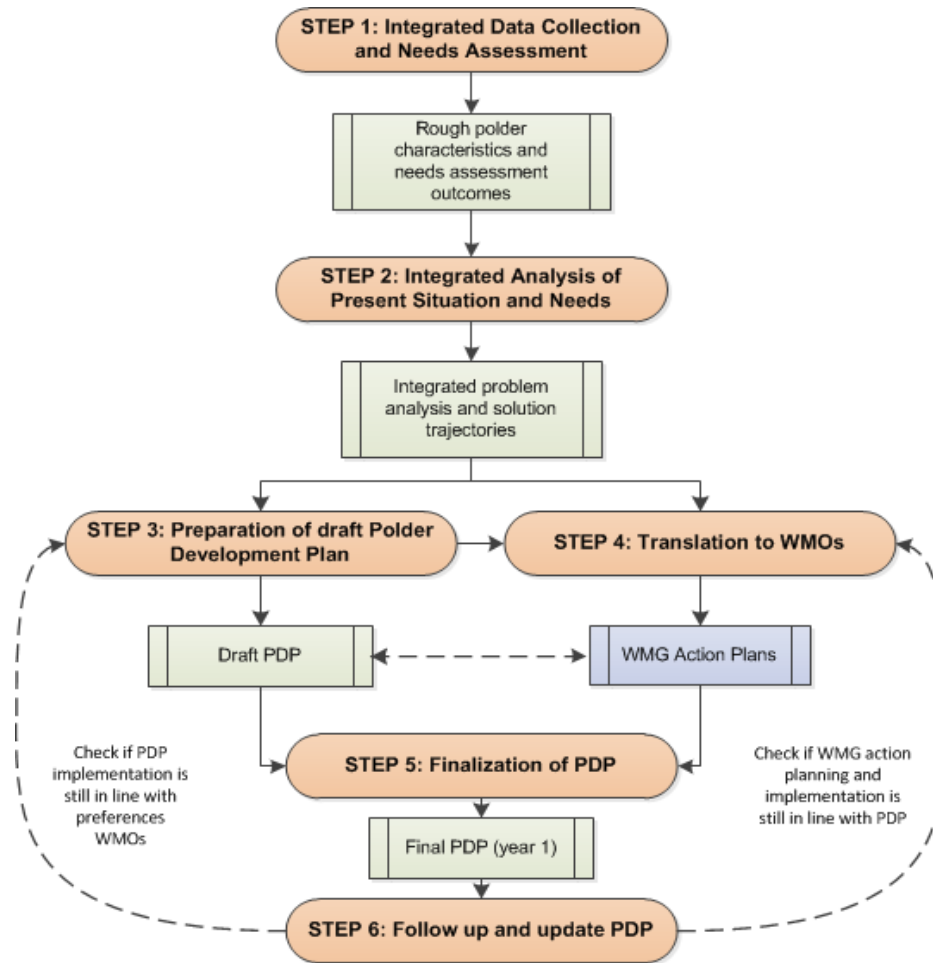 STEP 1: Integrated Data Collection
and Needs Assessment
Rough polder
characteristics and
needs assessment
outcomes
STEP 2: Integrated Analysis of
Present Situation and Needs
Integrated problem
analysis and solution
trajectories
STEP 3: Preparation of draft Polder
Development Plan
STEP 4: Translation to WMOs
Draft PDP
WMG Action Plans
Check if PDP
implementation is
still in line with
preferences
WMOs
STEP 5: Finalization of PDP
Check if WMG action
planning and
implementation is
still in line with PDP
Final PDP (year 1)
STEP 6: Follow up and update PDP